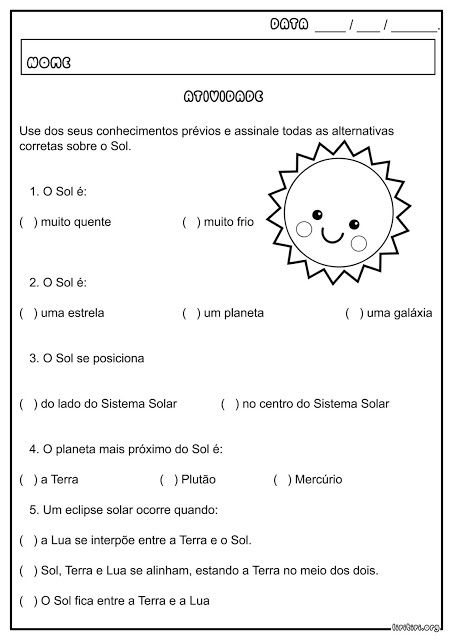 DATA _____ / ___ / _______.
NOME
ATIVIDADE
Use dos seus conhecimentos prévios e assinale todas as alternativas
corretas sobre o Sol.
1. O Sol é:
(   ) muito quente (   ) muito frio
2. O Sol é:
(   ) uma estrela (   ) um planeta (   ) uma galáxia
3. O Sol se posiciona
(   ) do lado do Sistema Solar (   ) no centro do Sistema Solar
4. O planeta mais próximo do Sol é:
(   ) a Terra (   ) Plutão (   ) Mercúrio
5. Um eclipse solar ocorre quando:
(   ) a Lua se interpõe entre a Terra e o Sol.
(   ) Sol, Terra e Lua se alinham, estando a Terra no meio dos dois.
(   ) O Sol fica entre a Terra e a Lua